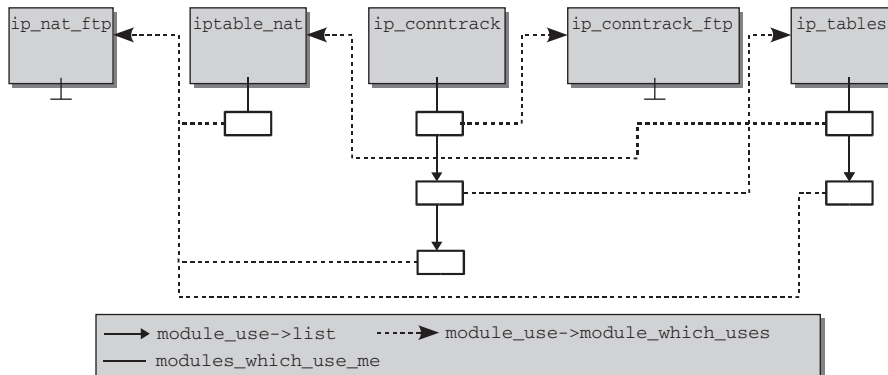 ip_nat_ftp
iptable_nat
ip_conntrack
ip_conntrack_ftp
ip_tables
module_use->list
module_use->module_which_uses
modules_which_use_me